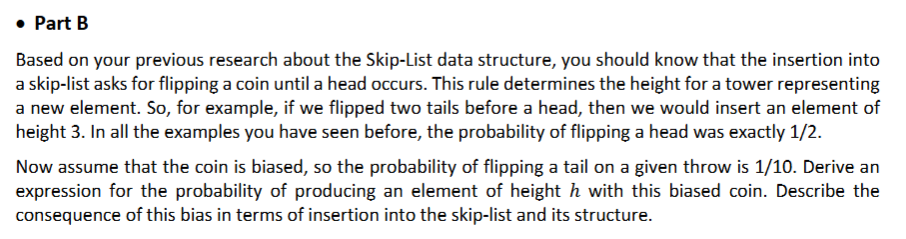 • Part B
Based on your previous research about the Skip-List data structure, you should know that the insertion into
a skip-list asks for flipping a coin until a head occurs. This rule determines the height for a tower representing
a new element. So, for example, if we flipped two tails before a head, then we would insert an element of
height 3. In all the examples you have seen before, the probability of flipping a head was exactly 1/2.
Now assume that the coin is biased, so the probability of flipping a tail on a given throw is 1/10. Derive an
expression for the probability of producing an element of height h with this biased coin. Describe the
consequence of this bias in terms of insertion into the skip-list and its structure.